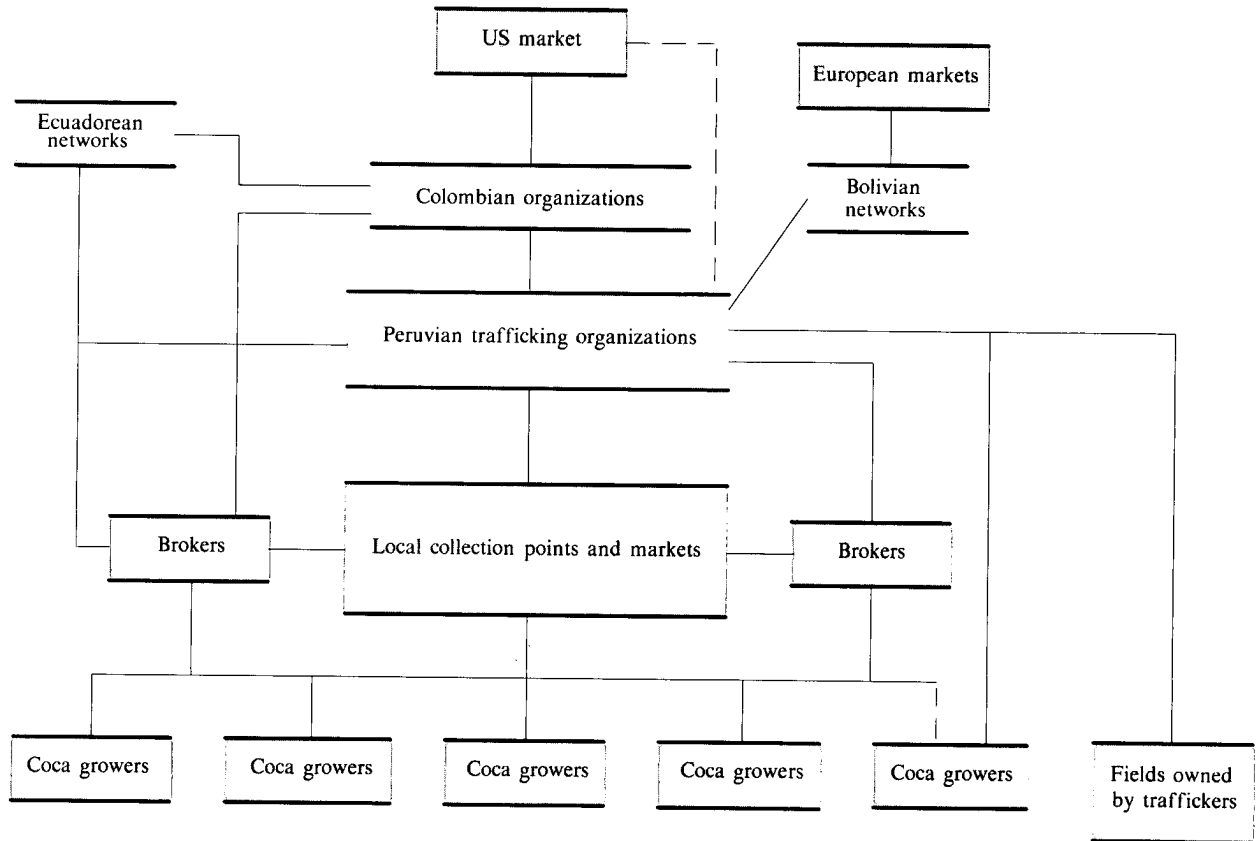 US market
European markets
Ecuadorean
networks
Colombian organizations
Bolivian
networks
Peruvian trafficking organizations
Brokers
Local collection points and markets
Brokers
Coca growers
Coca growers
Coca growers
Coca growers
Coca growers
Fields owned
by traffickers